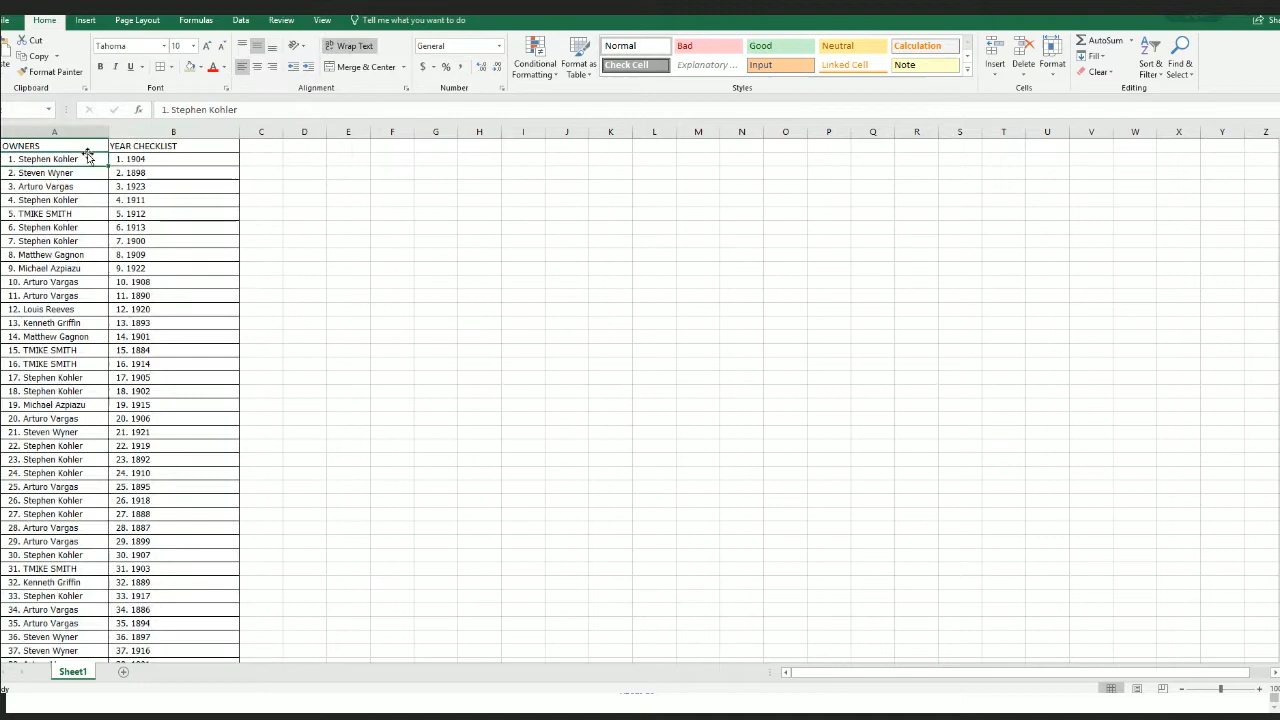 Home Insert Page Layout Formulas Data Review View Tell me what you want to do
Cut
Copy
Format Painter
Clipboard
Tahoma 10
B I U
Font
Wrap Text
Merge & Center
Alignment
General
$ %
Number
Conditional Formatting
Format as Table
Normal Bad Good Neutral Calculation
Check Cell Explanatory ... Input Linked Cell Note
Styles
Insert Delete Format
Cells
AutoSum
Fill
Clear
Sort & Filter
Find & Select
Editing
fx 1. Stephen Kohler
A B C D E F G H I J K L M N O P Q R S T U V W X Y Z
OWNERS YEAR CHECKLIST
1. Stephen Kohler 1. 1904
2. Steven Wyner 2. 1898
3. Arturo Vargas 3. 1923
4. Stephen Kohler 4. 1911
5. TMIKE SMITH 5. 1912
6. Stephen Kohler 6. 1913
7. Stephen Kohler 7. 1900
8. Matthew Gagnon 8. 1909
9. Michael Azpiazu 9. 1922
10. Arturo Vargas 10. 1908
11. Arturo Vargas 11. 1890
12. Louis Reeves 12. 1920
13. Kenneth Griffin 13. 1893
14. Matthew Gagnon 14. 1901
15. TMIKE SMITH 15. 1884
16. TMIKE SMITH 16. 1914
17. Stephen Kohler 17. 1905
18. Stephen Kohler 18. 1902
19. Michael Azpiazu 19. 1915
20. Arturo Vargas 20. 1906
21. Steven Wyner 21. 1921
22. Stephen Kohler 22. 1919
23. Stephen Kohler 23. 1892
24. Stephen Kohler 24. 1910
25. Arturo Vargas 25. 1895
26. Stephen Kohler 26. 1918
27. Stephen Kohler 27. 1888
28. Arturo Vargas 28. 1887
29. Arturo Vargas 29. 1899
30. Stephen Kohler 30. 1907
31. TMIKE SMITH 31. 1903
32. Kenneth Griffin 32. 1889
33. Stephen Kohler 33. 1917
34. Arturo Vargas 34. 1886
35. Arturo Vargas 35. 1894
36. Steven Wyner 36. 1897
37. Steven Wyner 37. 1916
Sheet1